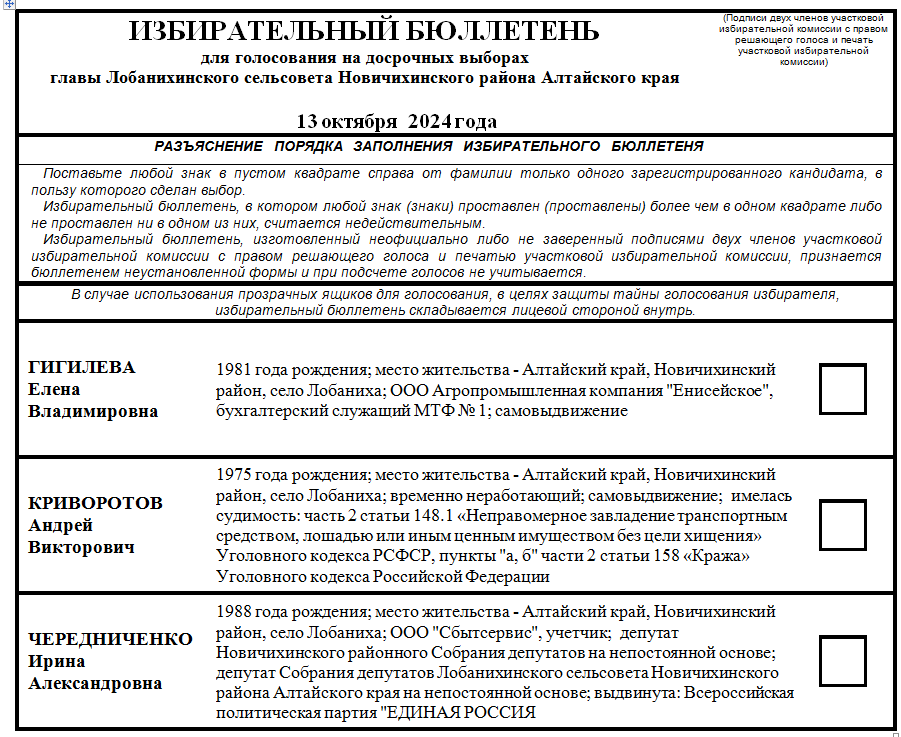 ИЗБИРАТЕЛЬНЫЙ БЮЛЛЕТЕНЬ
для голосования на досрочных выборах
главы Лобанихинского сельсовета Новичихинского района Алтайского края
13 октября 2024 года
(Подписи двух членов участковой
избирательной комиссии с правом
решающего голоса и печать
участковой избирательной
комиссии)
РАЗЪЯСНЕНИЕ ПОРЯДКА ЗАПОЛНЕНИЯ ИЗБИРАТЕЛЬНОГО БЮЛЛЕТЕНЯ
Поставьте любой знак в пустом квадрате справа от фамилии только одного зарегистрированного кандидата, в
пользу которого сделан выбор.
Избирательный бюллетень, в котором любой знак (знаки) проставлен (проставлены) более чем в одном квадрате либо
не проставлен ни в одном из них, считается недействительным.
Избирательный бюллетень, изготовленный неофициально либо не заверенный подписями двух членов участковой
избирательной комиссии с правом решающего голоса и печатью участковой избирательной комиссии, признается
бюллетенем неустановленной формы и при подсчете голосов не учитывается.
В случае использования прозрачных ящиков для голосования, в целях защиты тайны голосования избирателя,
избирательный бюллетень складывается лицевой стороной внутрь.
ГИГИЛЕВА
Елена
Владимировна
1981 года рождения; место жительства - Алтайский край, Новичихинский
район, село Лобаниха; ООО Агропромышленная компания "Енисейское",
бухгалтерский служащий МТФ № 1; самовыдвижение
КРИВОРОТОВ
Андрей
Викторович
1975 года рождения; место жительства - Алтайский край, Новичихинский
район, село Лобаниха; временно неработающий; самовыдвижение; имелась
судимость: часть 2 статьи 148.1 «Неправомерное завладение транспортным
средством, лошадью или иным ценным имуществом без цели хищения»
Уголовного кодекса РСФСР, пункты "а, б" части 2 статьи 158 «Кража»
Уголовного кодекса Российской Федерации
ЧЕРЕДНИЧЕНКО
Ирина
Александровна
1988 года рождения; место жительства - Алтайский край, Новичихинский
район, село Лобаниха; ООО "Сбытсервис", учетчик; депутат
Новичихинского районного Собрания депутатов на непостоянной основе;
депутат Собрания депутатов Лобанихинского сельсовета Новичихинского
района Алтайского края на непостоянной основе; выдвинута: Всероссийская
политическая партия "ЕДИНАЯ РОССИЯ